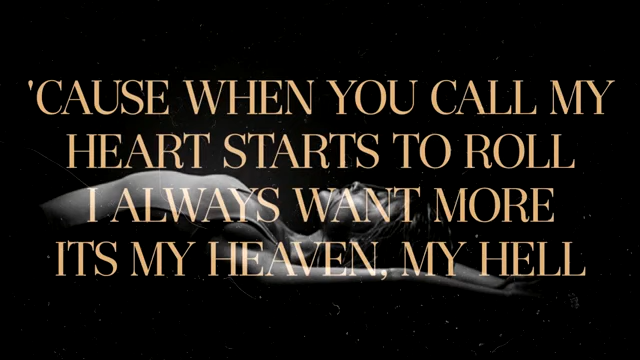 'CAUSE WHEN YOU CALL MY
HEART STARTS TO ROLL
I ALWAYS WANT MORE
ITS MY HEAVEN, MY HELL